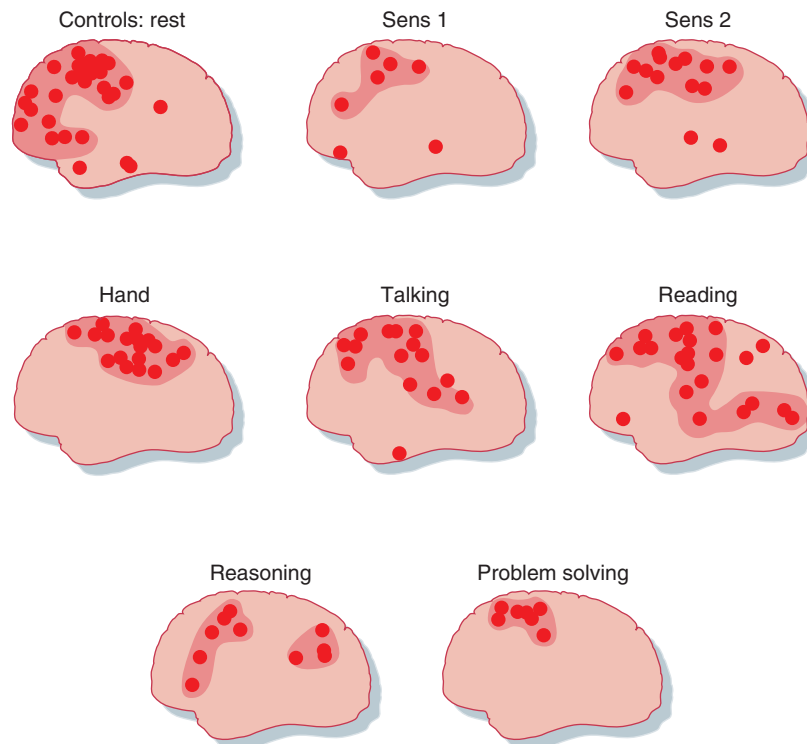 Controls: rest
Sens 1
Sens 2
Hand
Talking
Reading
Reasoning
Problem solving